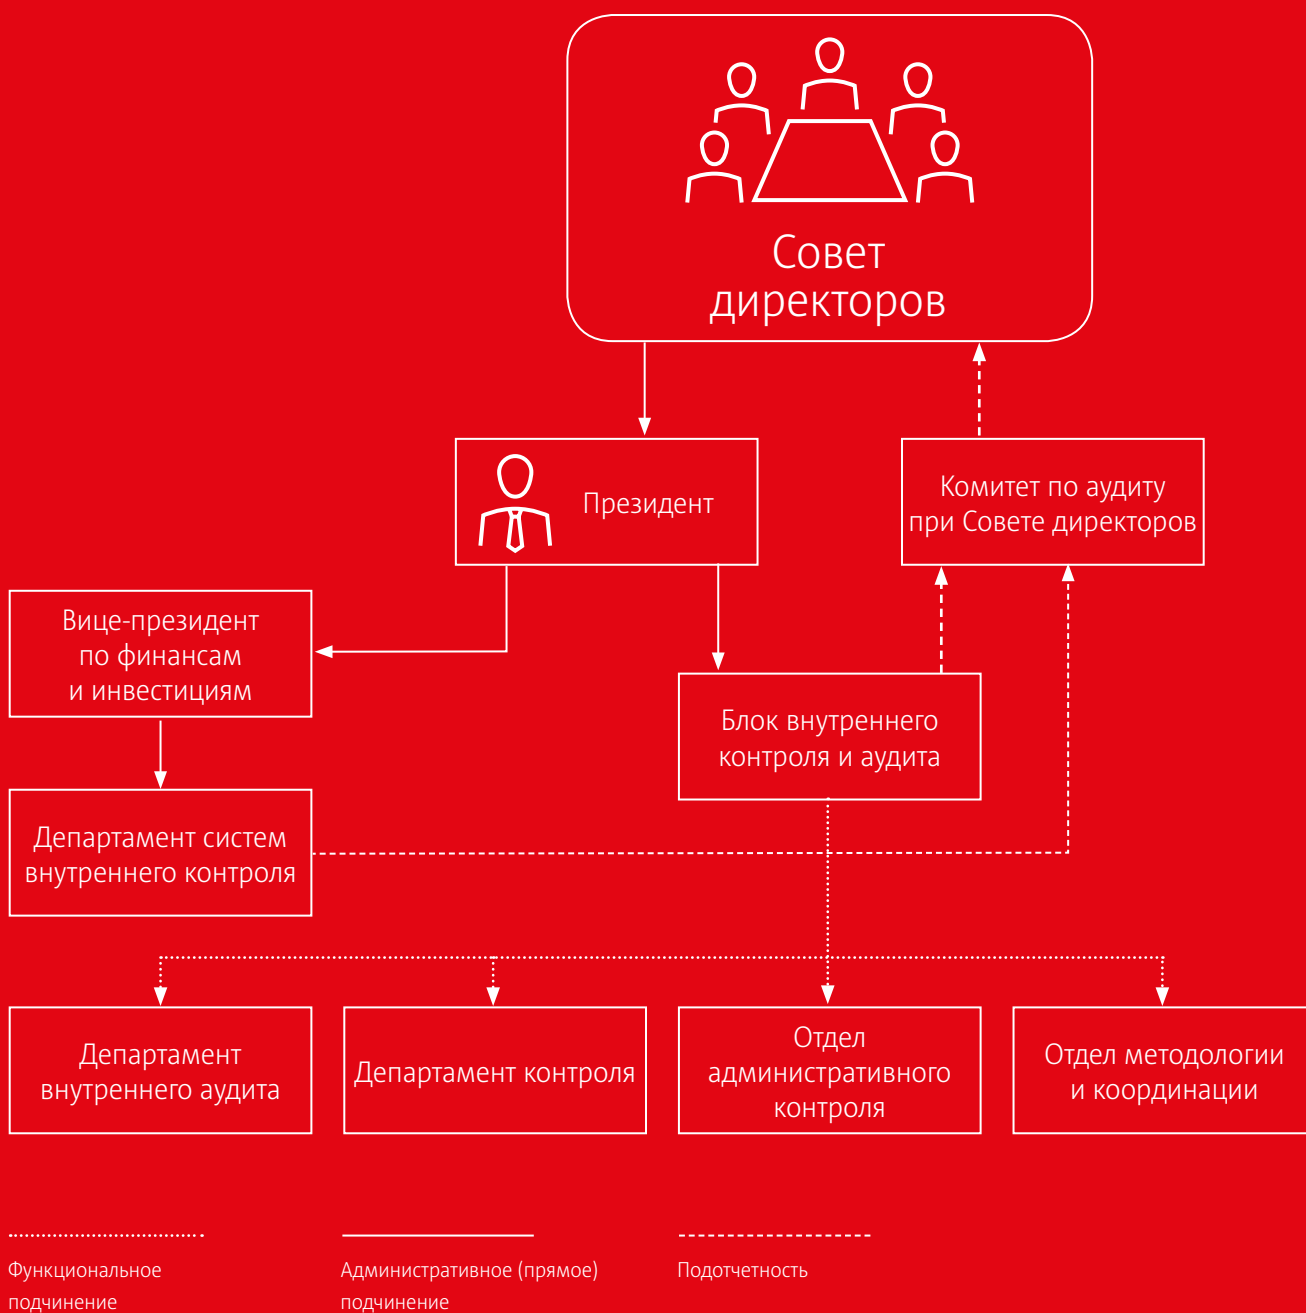 Совет
директоров
Президент
Комитет по аудиту
при Совете директоров
Вице-президент
по финансам
и инвестициям
Блок внутреннего
контроля и аудита
Департамент систем
внутреннего контроля
Департамент
внутреннего аудита
Департамент контроля
Отдел
административного
контроля
Отдел методологии
и координации
Функциональное
подчинение
Административное (прямое)
подчинение
Подотчетность